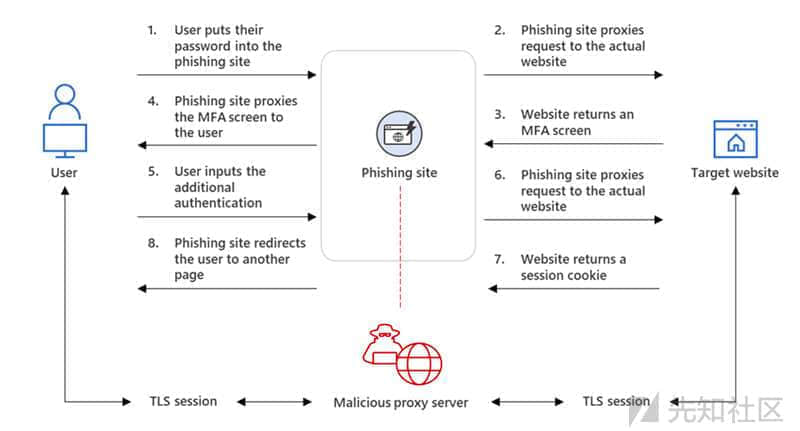 1. User puts their
password into the
phishing site
2. Phishing site proxies
request to the actual
website
4. Phishing site proxies
the MFA screen to
the user
3. Website returns an
MFA screen
User
Phishing site
Target website
5. User inputs the
additional
authentication
6. Phishing site proxies
request to the actual
website
8. Phishing site redirects
the user to another
page
7. Website returns a
session cookie
TLS session
Malicious proxy server
TLS session
先知社区